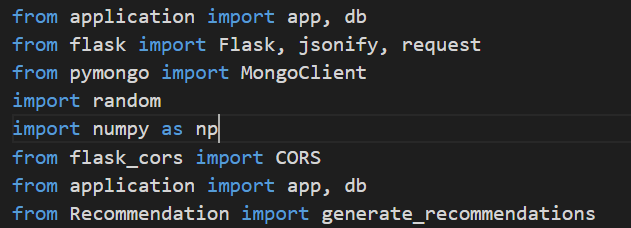 from application import app, db
from flask import Flask, jsonify, request
from pymongo import MongoClient
import random
import numpy as np
from flask_cors import CORS
from application import app, db
from Recommendation import generate_recommendations